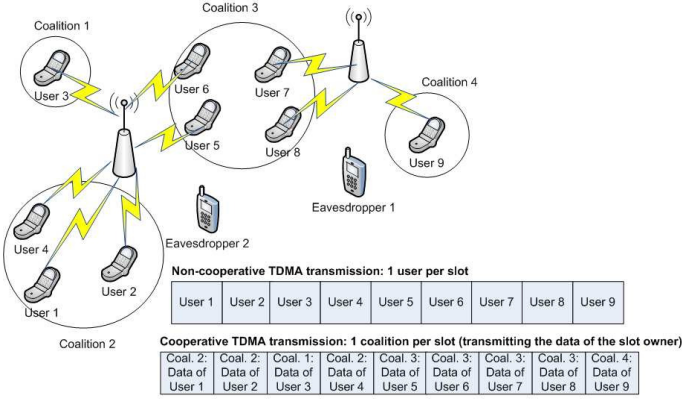 Coalition 1
User 3
User 6
Coalition 3
User 7
User 5
User 8
Coalition 4
User 9
Eavesdropper 1
User 4
User 2
User 1
Eavesdropper 2
Coalition 2
Non-cooperative TDMA transmission: 1 user per slot
User 1 User 2 User 3 User 4 User 5 User 6 User 7 User 8 User 9
Cooperative TDMA transmission: 1 coalition per slot (transmitting the data of the slot owner)
Coal. 2: Coal. 2: Coal. 1: Coal. 2: Coal. 3: Coal. 3: Coal. 3: Coal. 3: Coal. 4:
Data of Data of Data of Data of Data of Data of Data of Data of Data of
User 1 User 2 User 3 User 4 User 5 User 6 User 7 User 8 User 9